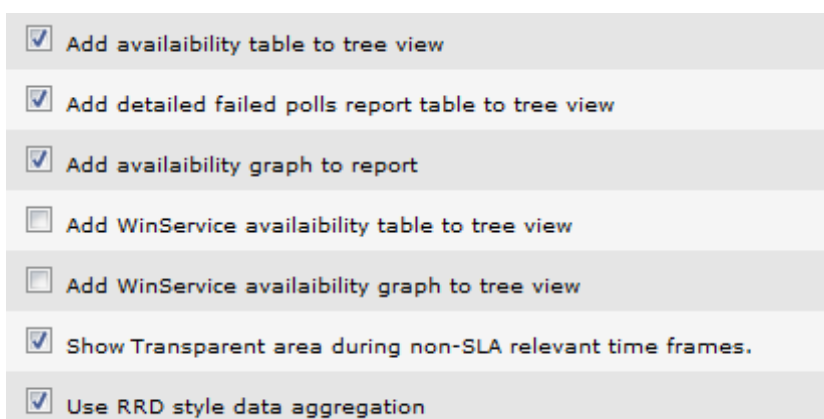 Add availaibility table to tree view
Add detailed failed polls report table to tree view
Add availaibility graph to report
Add WinService availaibility table to tree view
Add WinService availaibility graph to tree view
Show Transparent area during non-SLA relevant time frames.
Use RRD style data aggregation